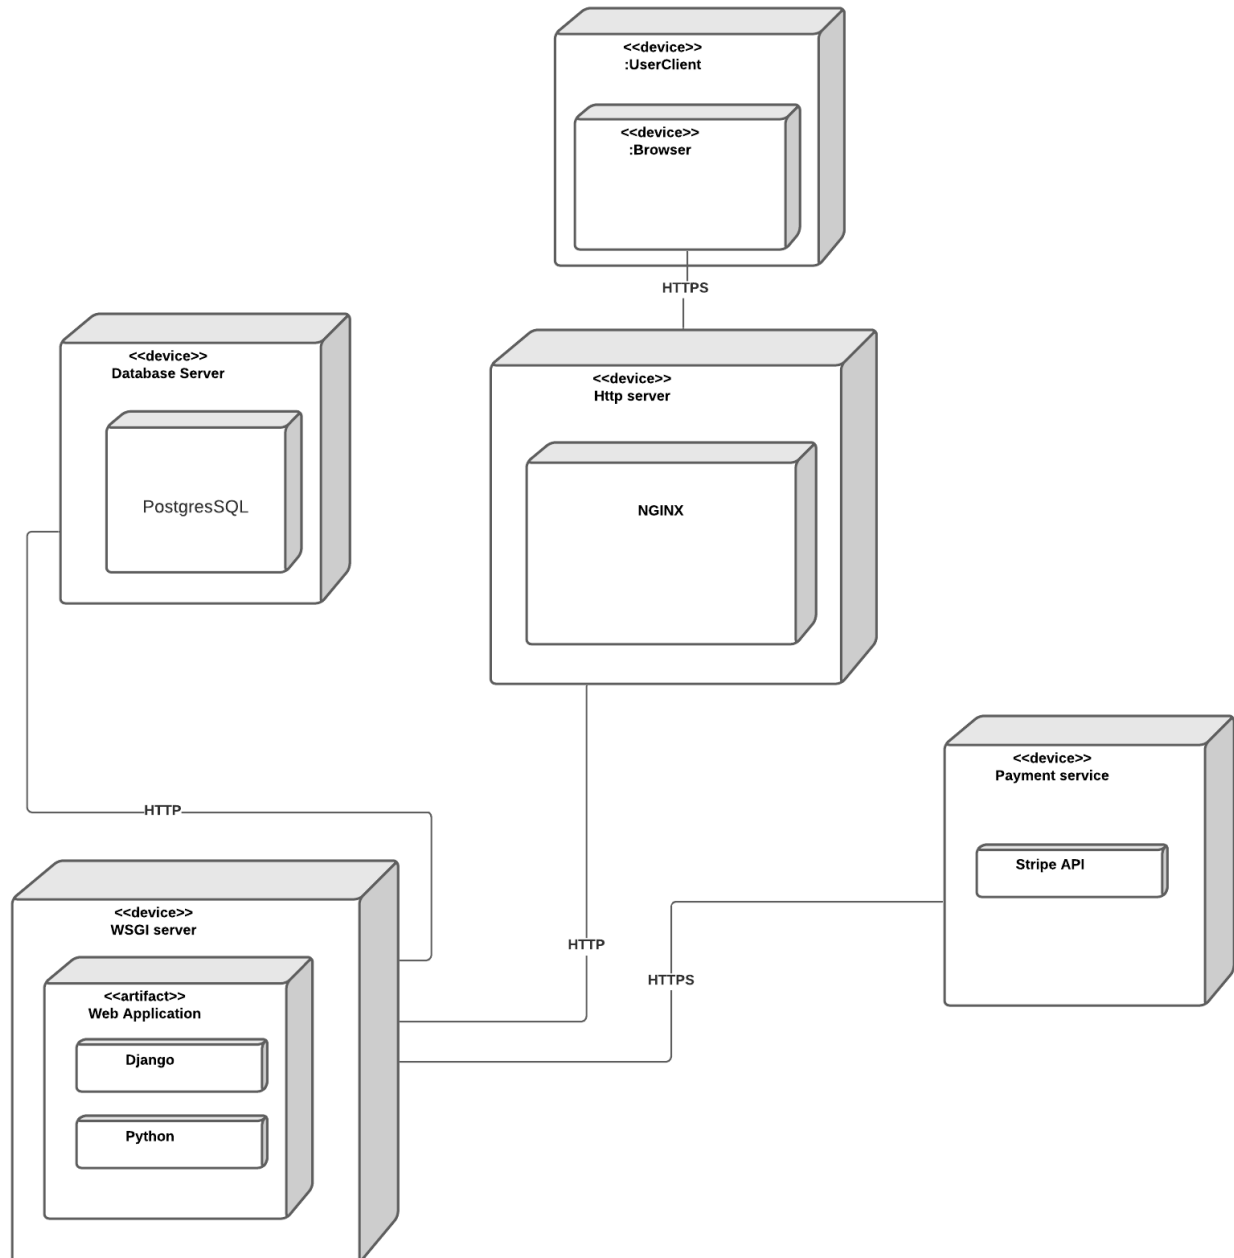 <<device>>
:UserClient
<<device>>
:Browser
HTTPS
<<device>>
Database Server
PostgresSQL
<<device>>
Http server
NGINX
<<device>>
Payment service
Stripe API
HTTP
<<device>>
WSGI server
<<artifact>>
Web Application
Django
Python
HTTP
HTTPS